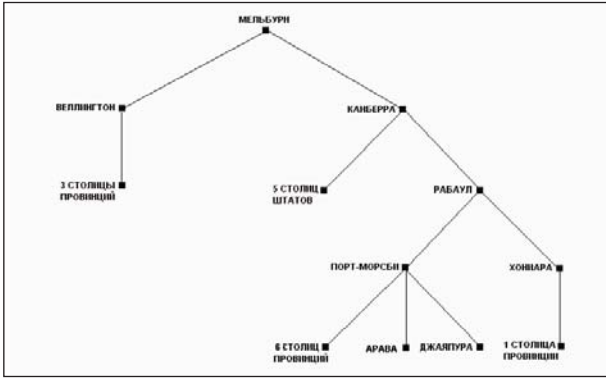 МЕЛЬБУРН
ВЕЛЛИНГТОН
КАНБЕРРА
3 СТОЛИЦЫ
ПРОВИНЦИЙ
5 СТОЛИЦ
ШТАТОВ
РАБАУЛ
ПОРТ-МОРСБИ
ХОНИАРА
6 СТОЛИЦ
ПРОВИНЦИЙ
АРАВА
ДЖАЯПУРА
1 СТОЛИЦА
ПРОВИНЦИИ